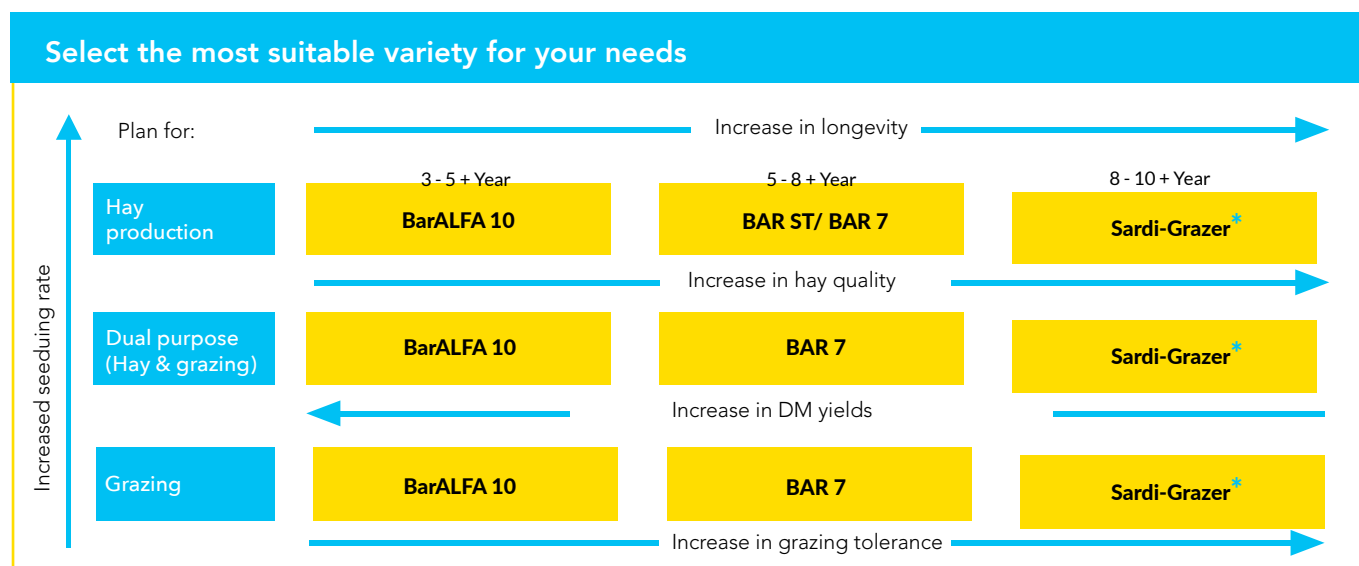 Select the most suitable variety for your needs
Plan for:
Increase in longevity
3 - 5 + Year
5 - 8 + Year
8 - 10 + Year
Hay
production
BarALFA 10
BAR ST/ BAR 7
Sardi-Grazer*
Increase in hay quality
Dual purpose
(Hay & grazing)
BarALFA 10
BAR 7
Sardi-Grazer*
Increase in DM yields
Grazing
BarALFA 10
BAR 7
Sardi-Grazer*
Increase in grazing tolerance
Increased seeduing rate